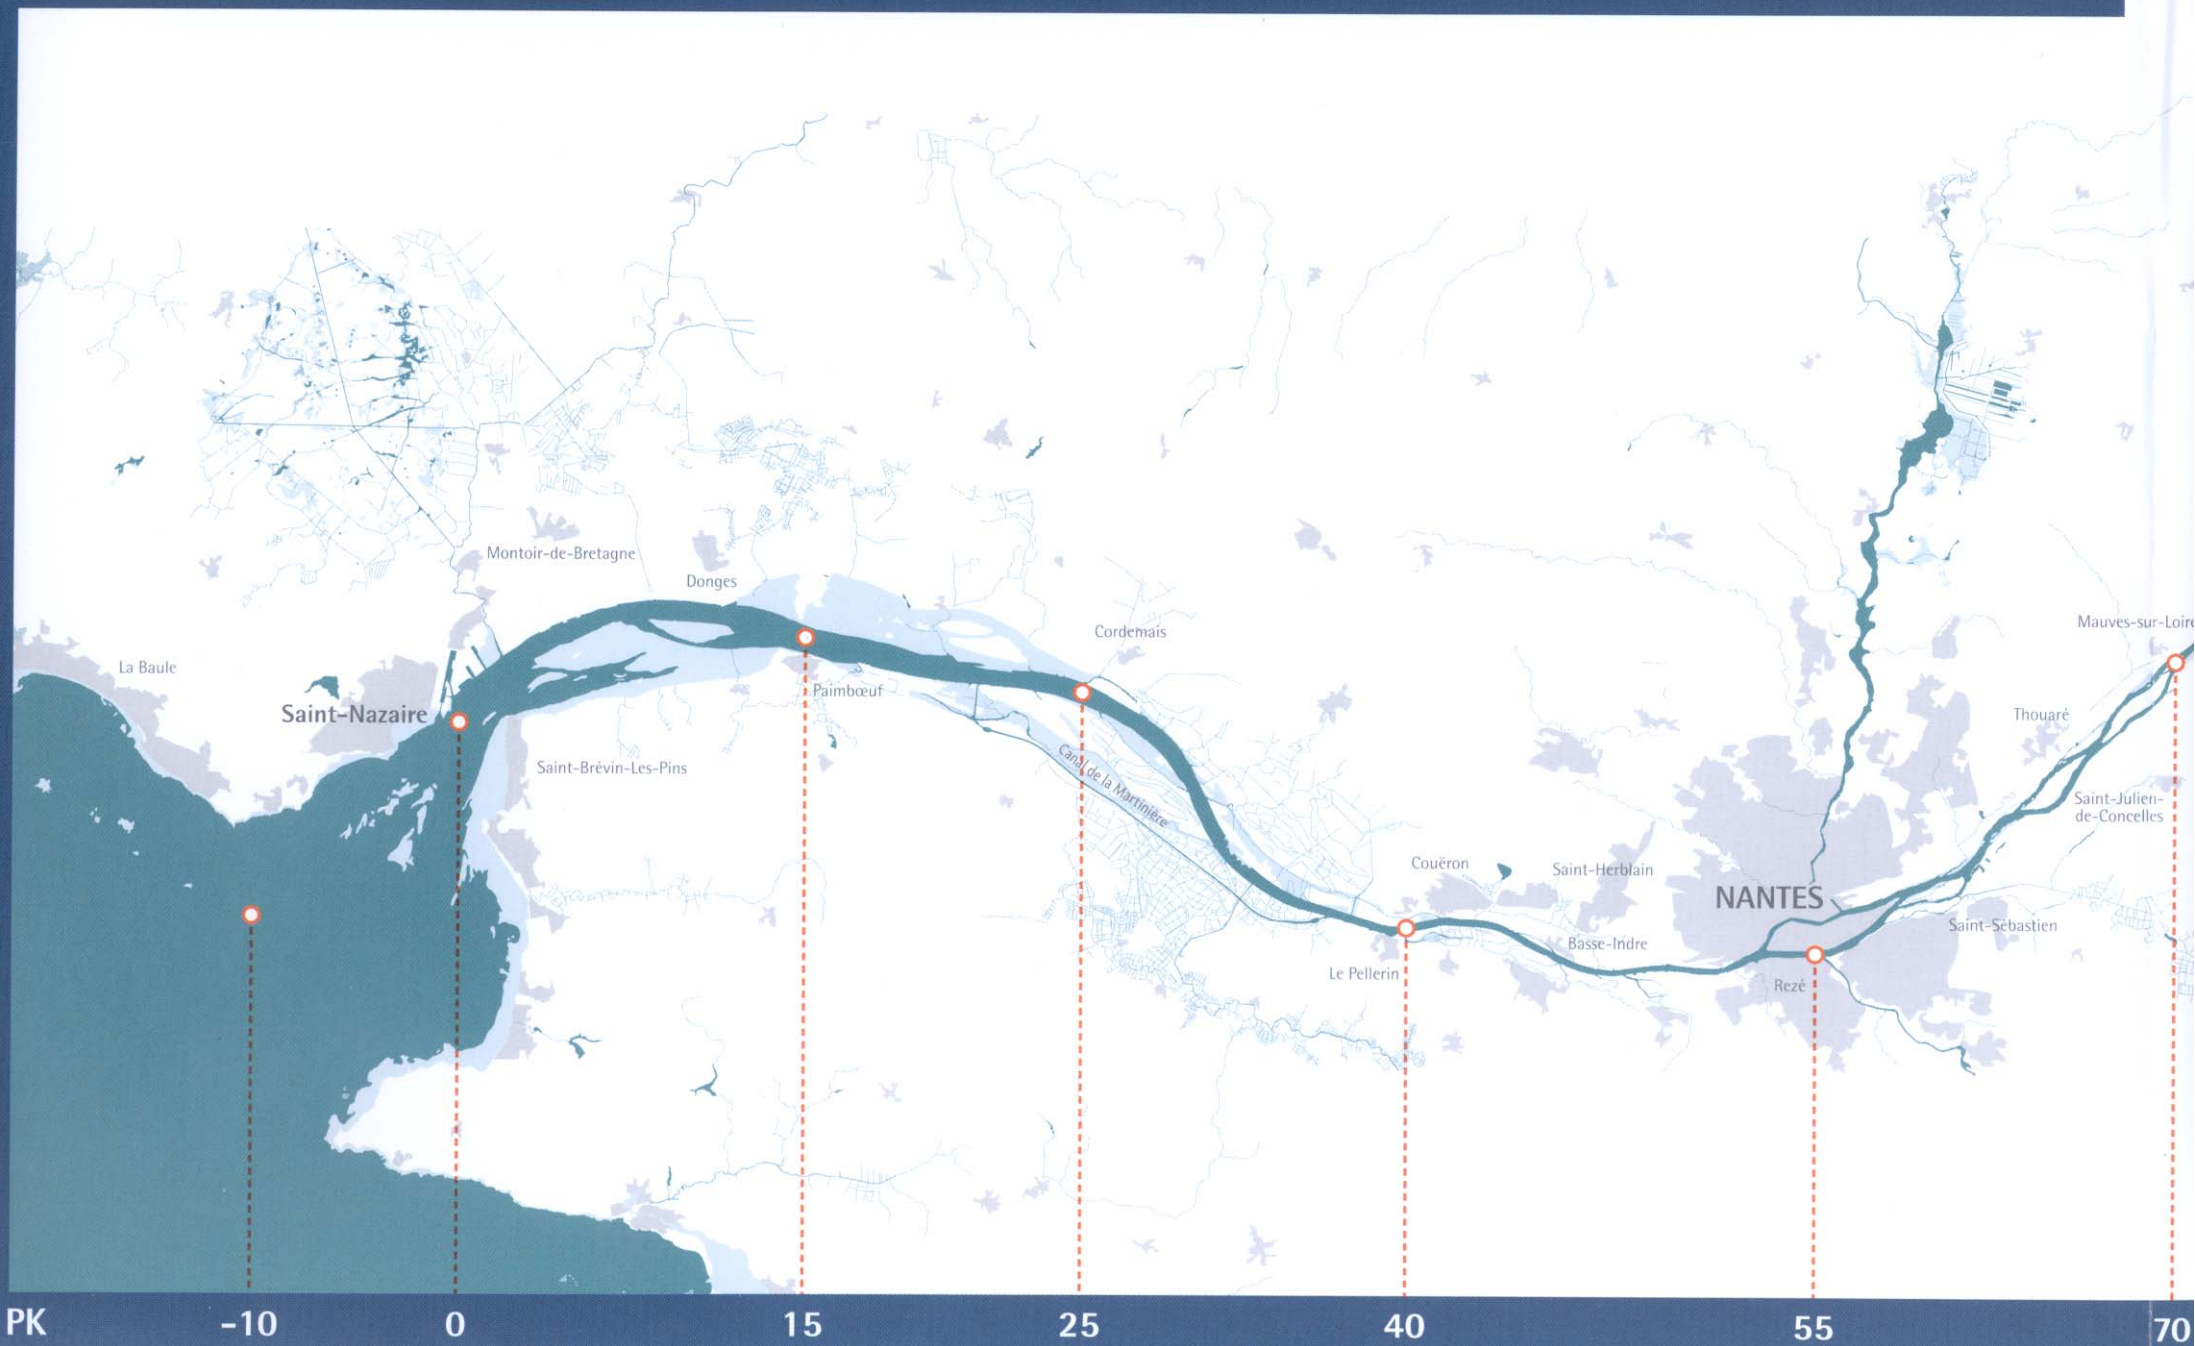 Montoir-de-Bretagne
Donges
Cordemais
Mauves-sur-Loire
La Baule
Saint-Nazaire
Paimbœuf
Thouaré
Saint-Brévin-Les-Pins
Canal de la Martinière
Saint-Julien-
de-Concelles
Couëron
Saint-Herblain
NANTES
Saint-Sébastien
Basse-Indre
Le Pellerin
Rezé
PK -10 0 15 25 40 55 70